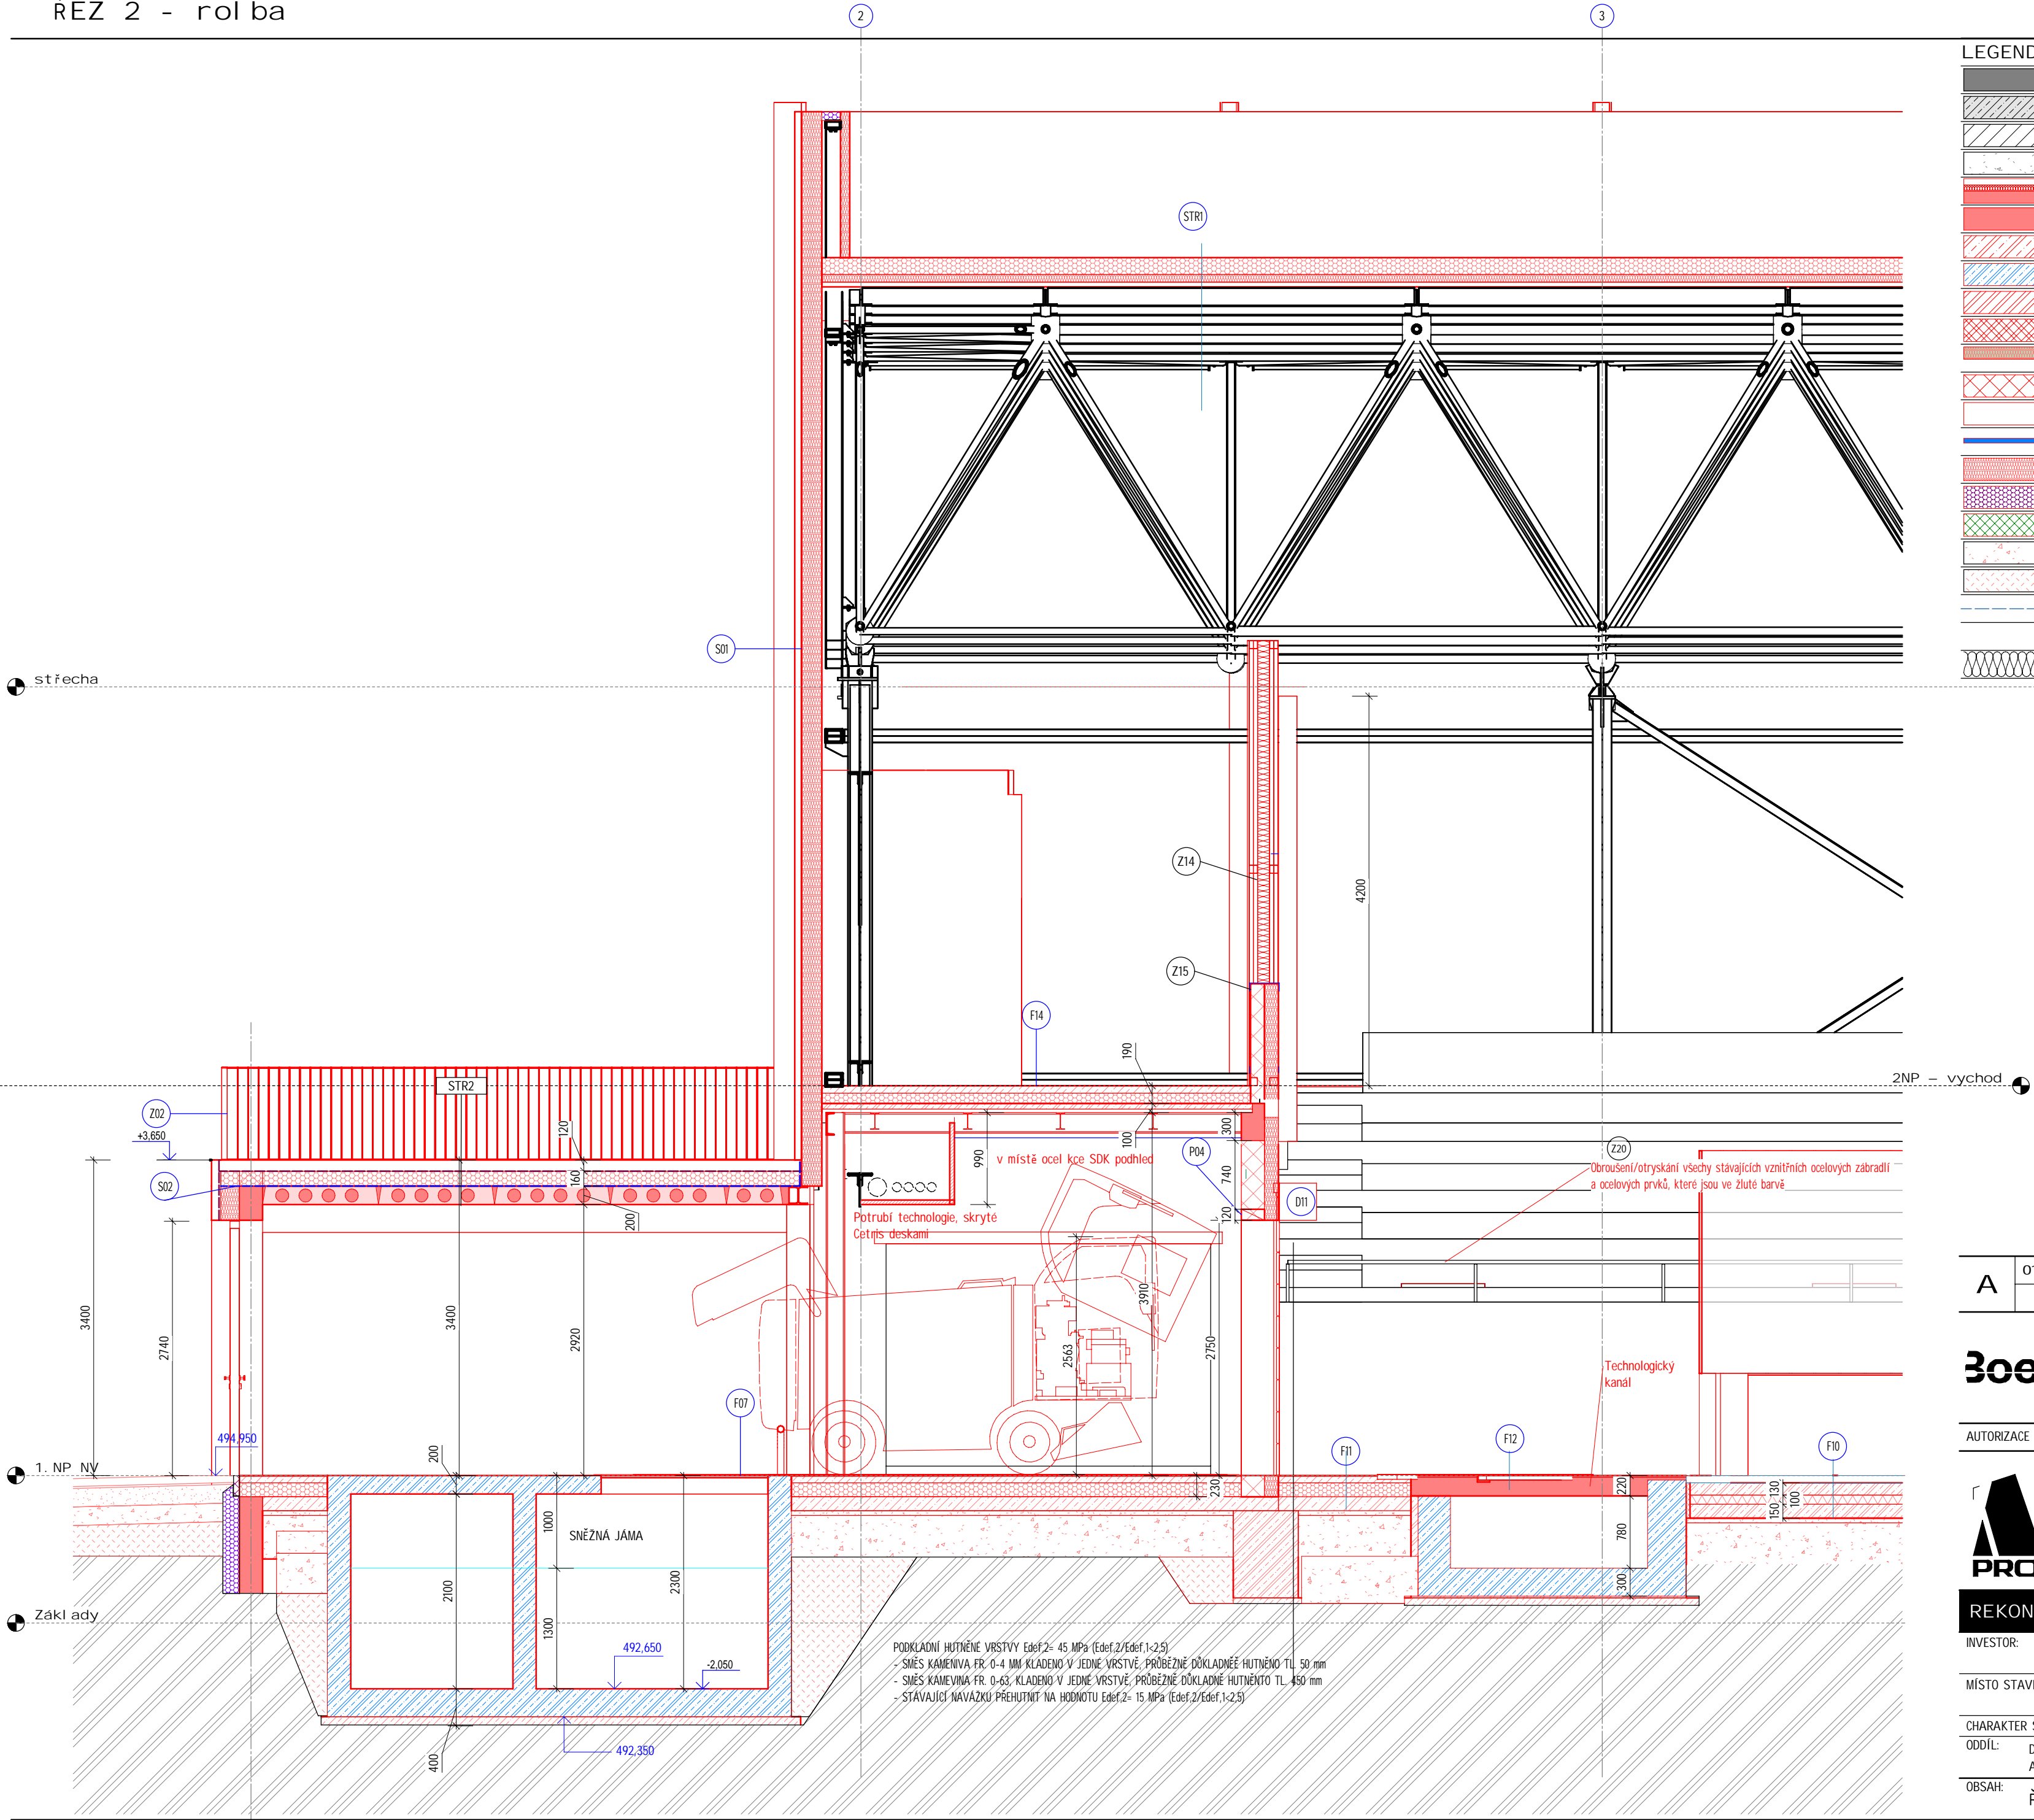 ŘEZ 2 - rolba
2
3
LEGEND
STR1
S01
střecha
Z14
4200
Z15
F14
190
2NP – vychod
STR2
Z02
+3,650
120
100
300
990
v místě ocel kce SDK podhled
P04
740
Z20
Obroušení/otryskání všechy stávajících vznitřních ocelových zábradlí
a ocelových prvků, které jsou ve žluté barvě
S02
160
200
D11
120
Potrubí technologie, skryté
Cetris deskami
3400
2740
3400
2920
2563
3910
2750
A
Technologický
kanál
Boe
F07
F11
F12
F10
AUTORIZACE
494,950
1. NP NV
200
230
220
150 130
100
1000
SNĚŽNÁ JÁMA
780
2100
2300
300
PRO
Základy
1300
REKON
492,650
-2,050
INVESTOR:
PODKLADNÍ HUTNĚNÉ VRSTVY Edef,2= 45 MPa (Edef,2/Edef,1<2,5)
- SMĚS KAMENIVA FR. 0-4 MM KLADENO V JEDNÉ VRSTVĚ, PRŮBĚŽNĚ DŮKLADNĚĚ HUTNĚNO TL. 50 mm
- SMĚS KAMEVINA FR. 0-63, KLADENO V JEDNÉ VRSTVĚ, PRŮBĚŽNĚ DŮKLADNĚ HUTNĚNTO TL. 450 mm
- STÁVAJÍCÍ NAVÁŽKU PŘEHUTNIT NA HODNOTU Edef,2= 15 MPa (Edef,2/Edef,1<2,5)
MÍSTO STAV
400
492,350
CHARAKTER S
ODDÍL:
OBSAH: